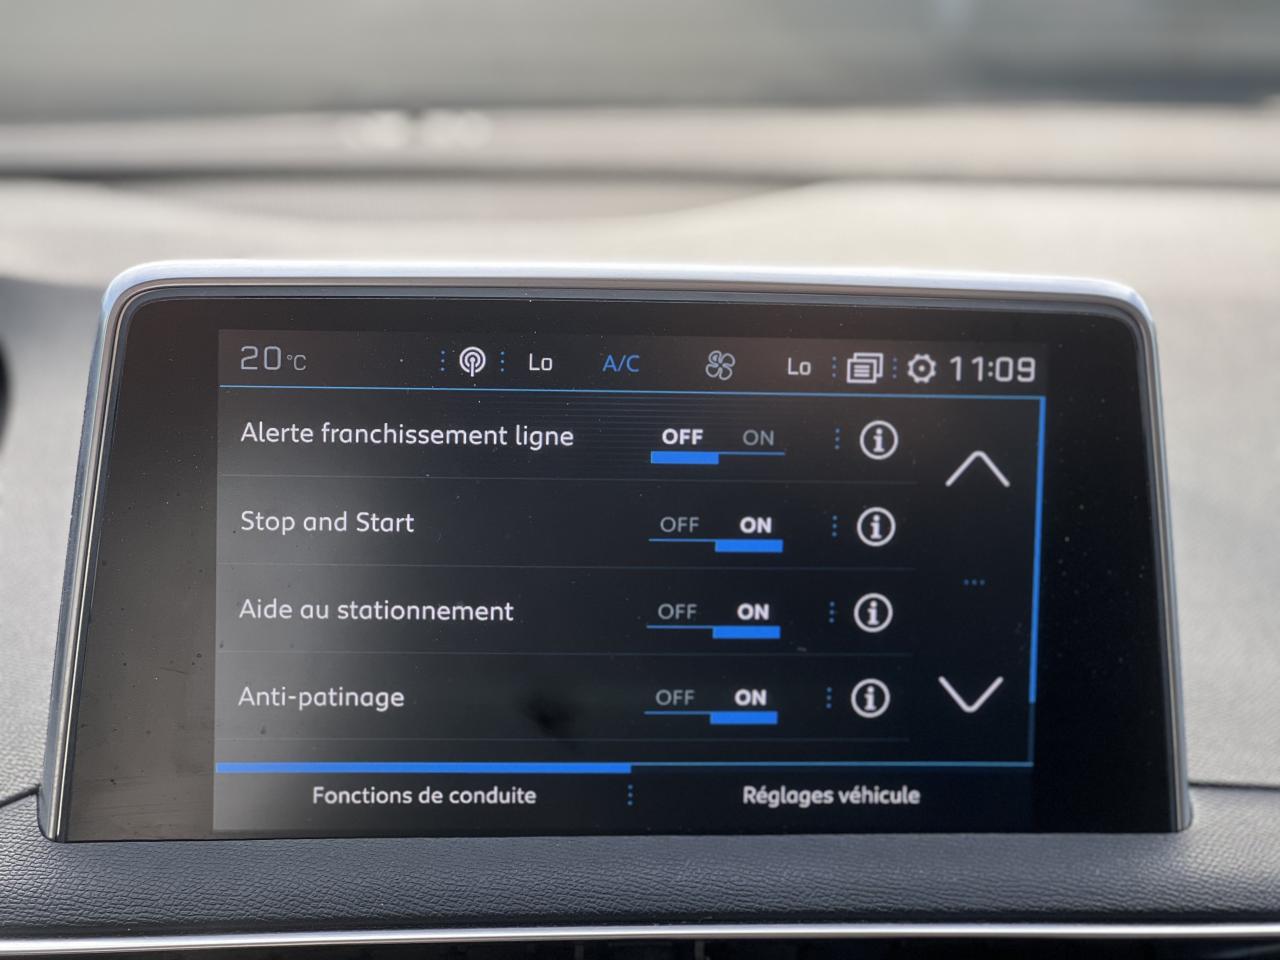 20 °C Lo A/C Lo 11:09
Alerte franchissement ligne OFF ON
Stop and Start OFF ON
Aide au stationnement OFF ON
Anti-patinage OFF ON
Fonctions de conduite Réglages véhicule